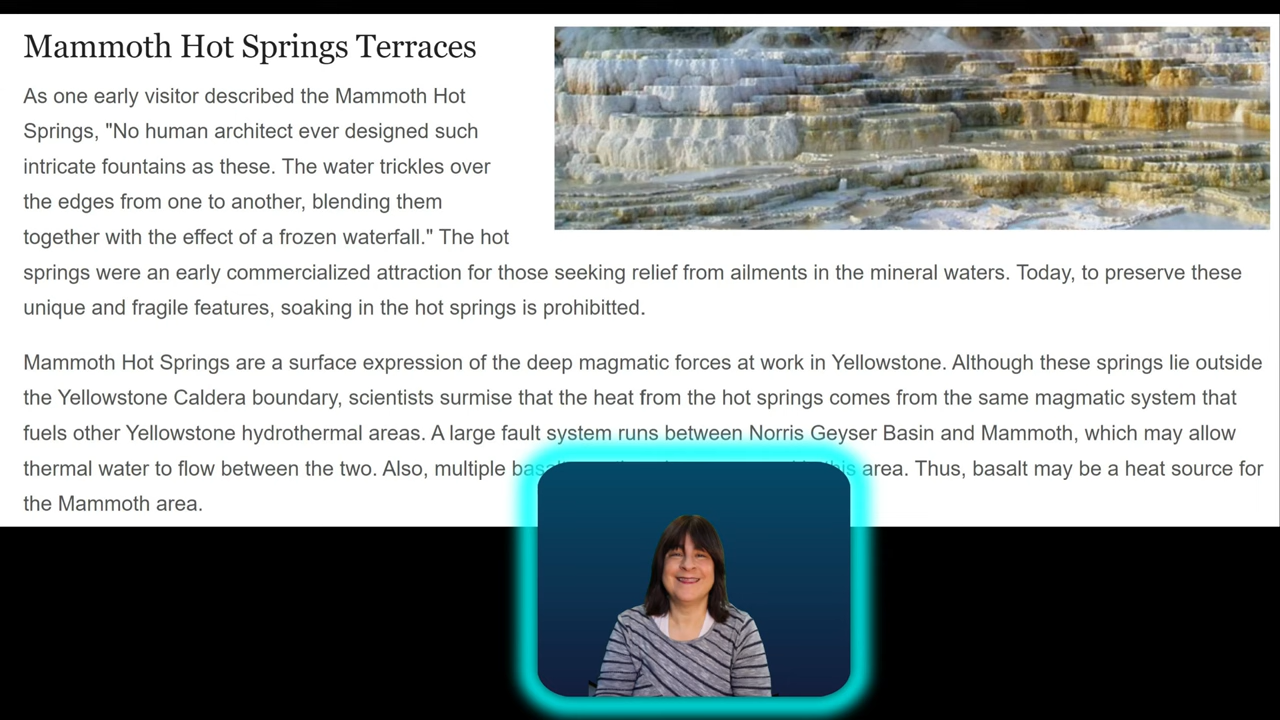 Mammoth Hot Springs Terraces
As one early visitor described the Mammoth Hot
Springs, "No human architect ever designed such
intricate fountains as these. The water trickles over
the edges from one to another, blending them
together with the effect of a frozen waterfall." The hot
springs were an early commercialized attraction for those seeking relief from ailments in the mineral waters. Today, to preserve these
unique and fragile features, soaking in the hot springs is prohibitted.
Mammoth Hot Springs are a surface expression of the deep magmatic forces at work in Yellowstone. Although these springs lie outside
the Yellowstone Caldera boundary, scientists surmise that the heat from the hot springs comes from the same magmatic system that
fuels other Yellowstone hydrothermal areas. A large fault system runs between Norris Geyser Basin and Mammoth, which may allow
thermal water to flow between the two. Also, multiple this area. Thus, basalt may be a heat source for
the Mammoth area.